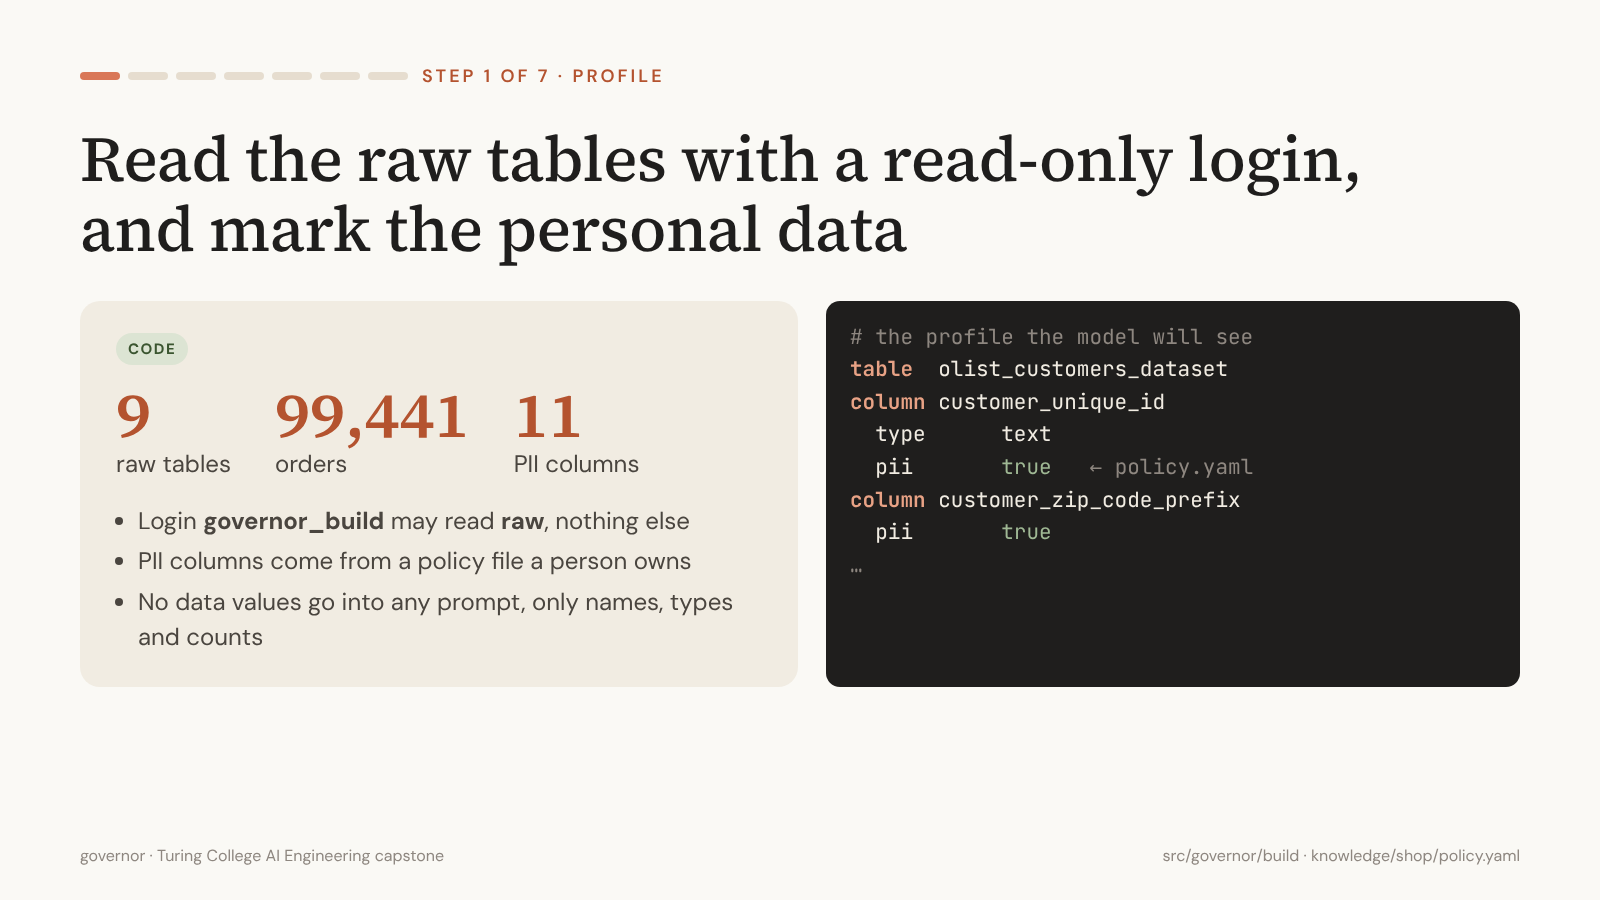 STEP 1 OF 7 · PROFILE
Read the raw tables with a read-only login,
and mark the personal data
CODE
9 99,441 11
raw tables orders PII columns
• Login governor_build may read raw, nothing else
• PII columns come from a policy file a person owns
• No data values go into any prompt, only names, types
and counts
# the profile the model will see
table  olist_customers_dataset
column customer_unique_id
  type      text
  pii       true   ← policy.yaml
column customer_zip_code_prefix
  pii       true
…
governor · Turing College AI Engineering capstone
src/governor/build · knowledge/shop/policy.yaml